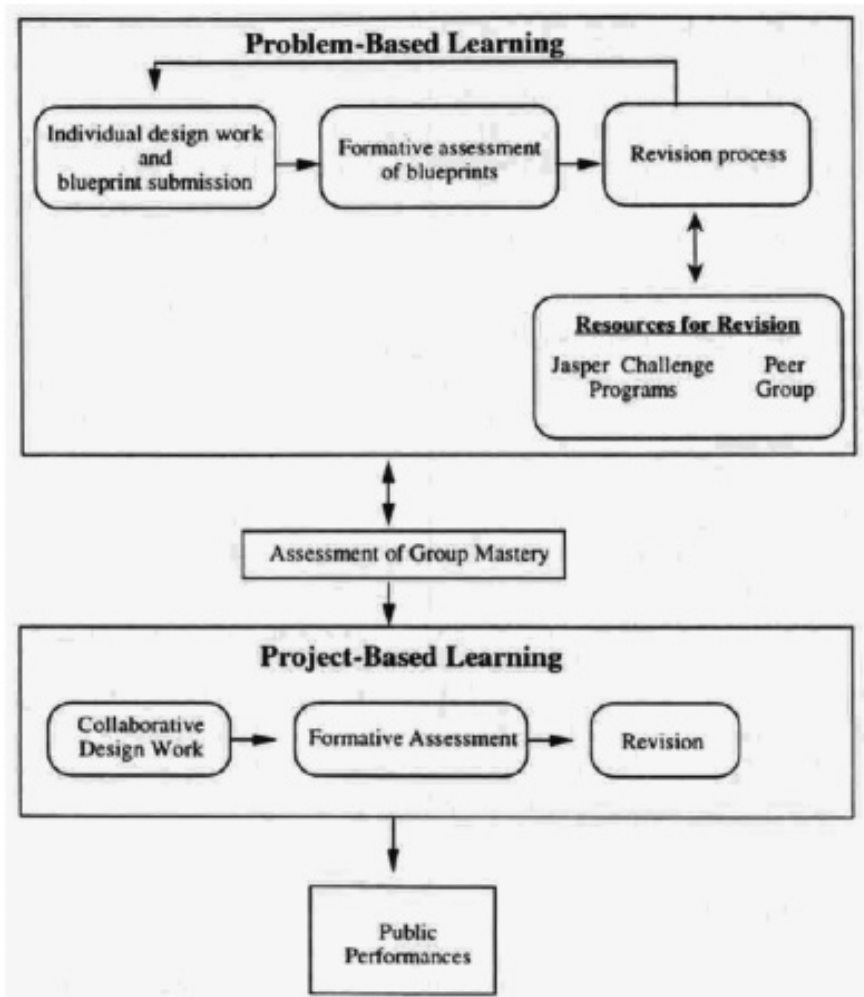 Problem-Based Learning
Individual design work
and
blueprint submission
Formative assessment
of blueprints
Revision process
Resources for Revision
Jasper Challenge
Programs
Peer
Group
Assessment of Group Mastery
Project-Based Learning
Collaborative
Design Work
Formative Assessment
Revision
Public
Performances